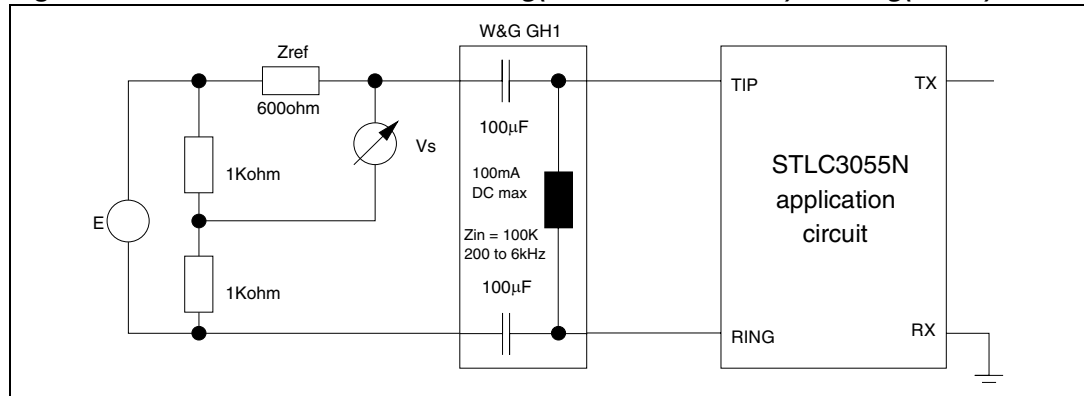 W&G GH1
Zref
600ohm
TIP
TX
100µF
Vs
1Kohm
100mA
DC max
STLC3055N
application
circuit
E
Zin = 100K
200 to 6kHz
1Kohm
100µF
RING
RX